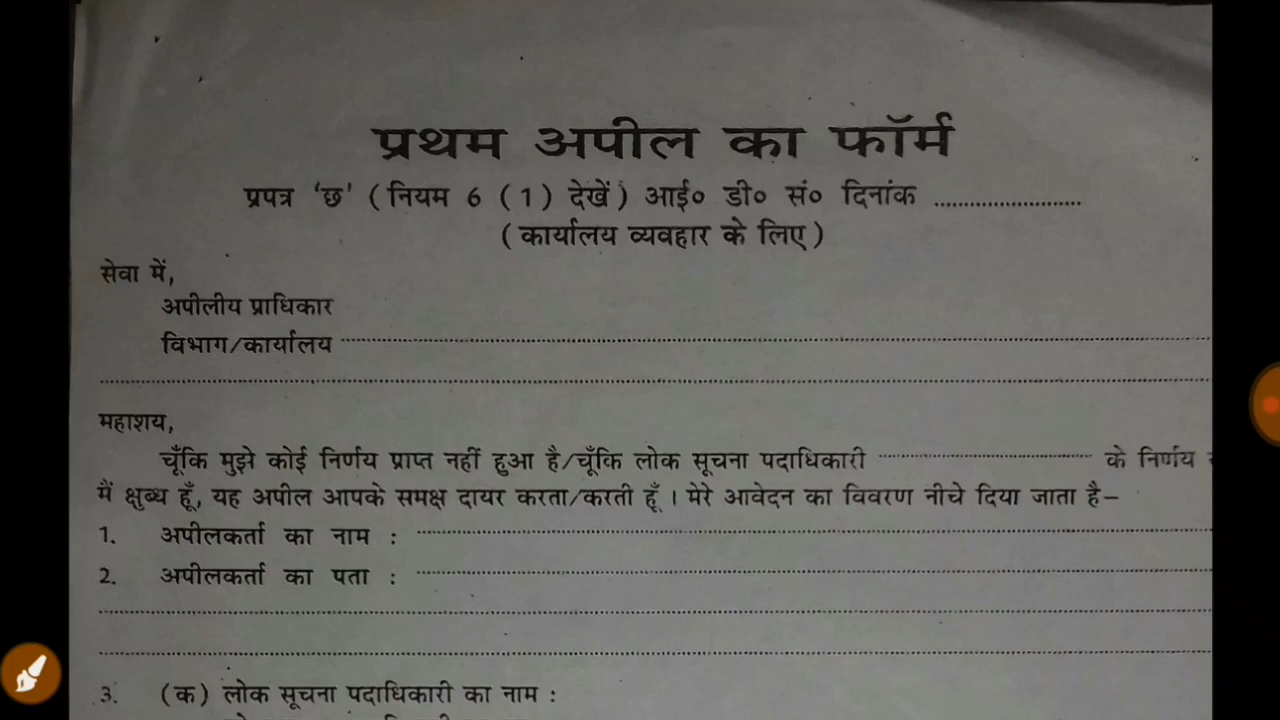 प्रथम अपील का फॉर्म
प्रपत्र ‘छ’ (नियम 6 (1) देखें) आई० डी० सं० दिनांक ........................
(कार्यालय व्यवहार के लिए)
सेवा में,
अपीलीय प्राधिकार
विभाग/कार्यालय
महाशय,
चूँकि मुझे कोई निर्णय प्राप्त नहीं हुआ है/चूँकि लोक सूचना पदाधिकारी ........................ के निर्णय
मैं क्षुब्ध हूँ, यह अपील आपके समक्ष दायर करता/करती हूँ । मेरे आवेदन का विवरण नीचे दिया जाता है–
1. अपीलकर्ता का नाम :
2. अपीलकर्ता का पता :
3. (क) लोक सूचना पदाधिकारी का नाम :